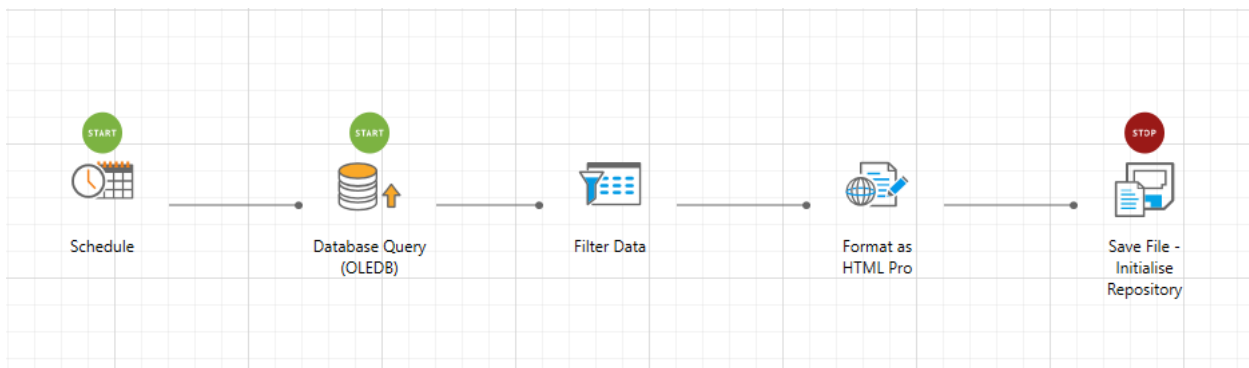 START
START
STOP
Schedule
Database Query
(OLEDB)
Filter Data
Format as
HTML Pro
Save File -
Initialise
Repository